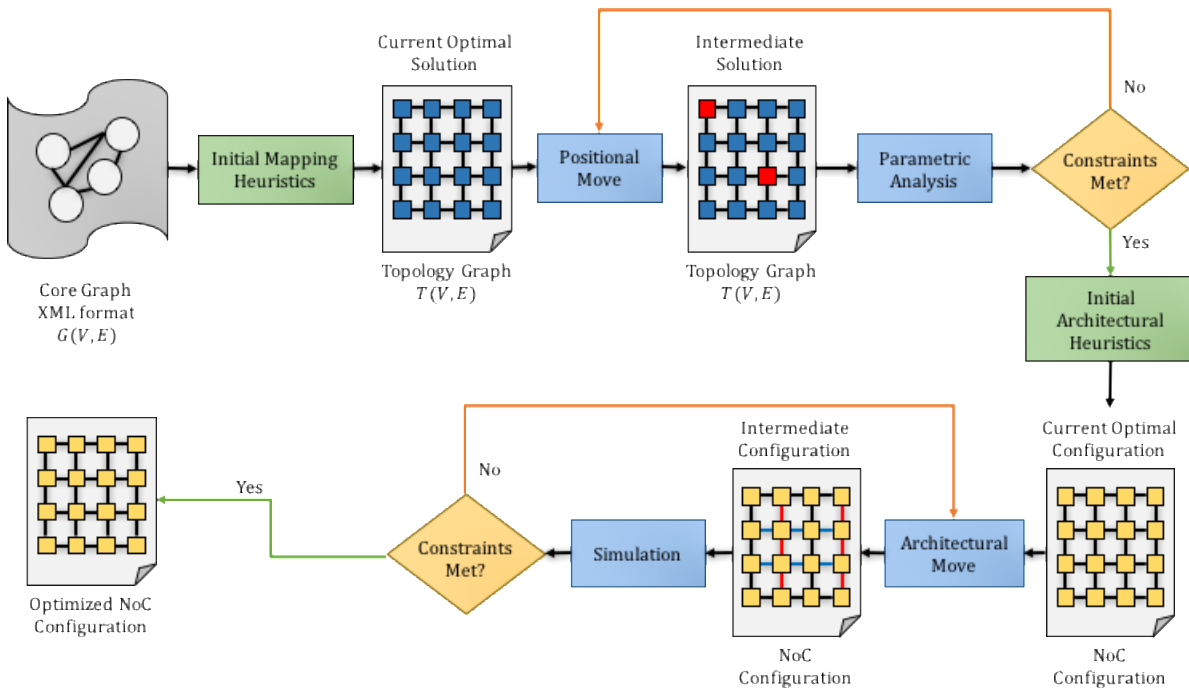 Current Optimal
Solution
Intermediate
Solution
No
Initial Mapping
Heuristics
Positional
Move
Parametric
Analysis
Constraints
Met?
Yes
Core Graph
XML format
G(V,E)
Topology Graph
T(V,E)
Topology Graph
T(V,E)
Initial
Architectural
Heuristics
Current Optimal
Configuration
Intermediate
Configuration
No
Yes
Constraints
Met?
Simulation
Architectural
Move
Optimized NoC
Configuration
NoC
Configuration
NoC
Configuration